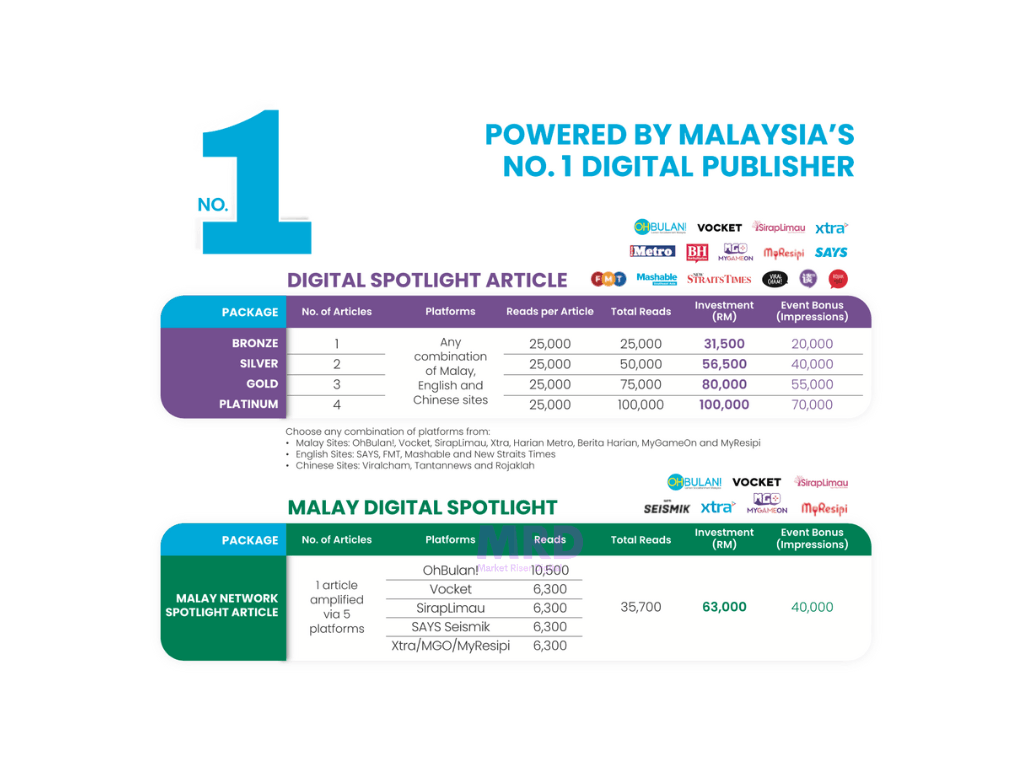 NO. 1
POWERED BY MALAYSIA'S
NO. 1 DIGITAL PUBLISHER
OHBULAN! VOCKET SirapLimau xtra
Metro BH MGO MYGAMEON MyResipi SAYS
DIGITAL SPOTLIGHT ARTICLE
FMT Mashable NEW STRAITS TIMES VIRAL CHAM!
PACKAGE No. of Articles Platforms Reads per Article Total Reads Investment (RM) Event Bonus (Impressions)
BRONZE 1 25,000 25,000 31,500 20,000
SILVER 2 25,000 50,000 56,500 40,000
GOLD 3 25,000 75,000 80,000 55,000
PLATINUM 4 25,000 100,000 100,000 70,000
Any
combination
of Malay,
English and
Chinese sites
Choose any combination of platforms from:
• Malay Sites: OhBulan!, Vocket, SirapLimau, Xtra, Harian Metro, Berita Harian, MyGameOn and MyResipi
• English Sites: SAYS, FMT, Mashable and New Straits Times
• Chinese Sites: Viralcham, Tantannews and Rojaklah
OHBULAN! VOCKET SirapLimau
SEISMIK xtra MGO MYGAMEON MyResipi
MALAY DIGITAL SPOTLIGHT
MRD
Market Riser
PACKAGE No. of Articles Platforms Reads Total Reads Investment (RM) Event Bonus (Impressions)
MALAY NETWORK
SPOTLIGHT ARTICLE
1 article
amplified
via 5
platforms
OhBulan! 10,500
Vocket 6,300
SirapLimau 6,300
SAYS Seismik 6,300
Xtra/MGO/MyResipi 6,300
35,700 63,000 40,000